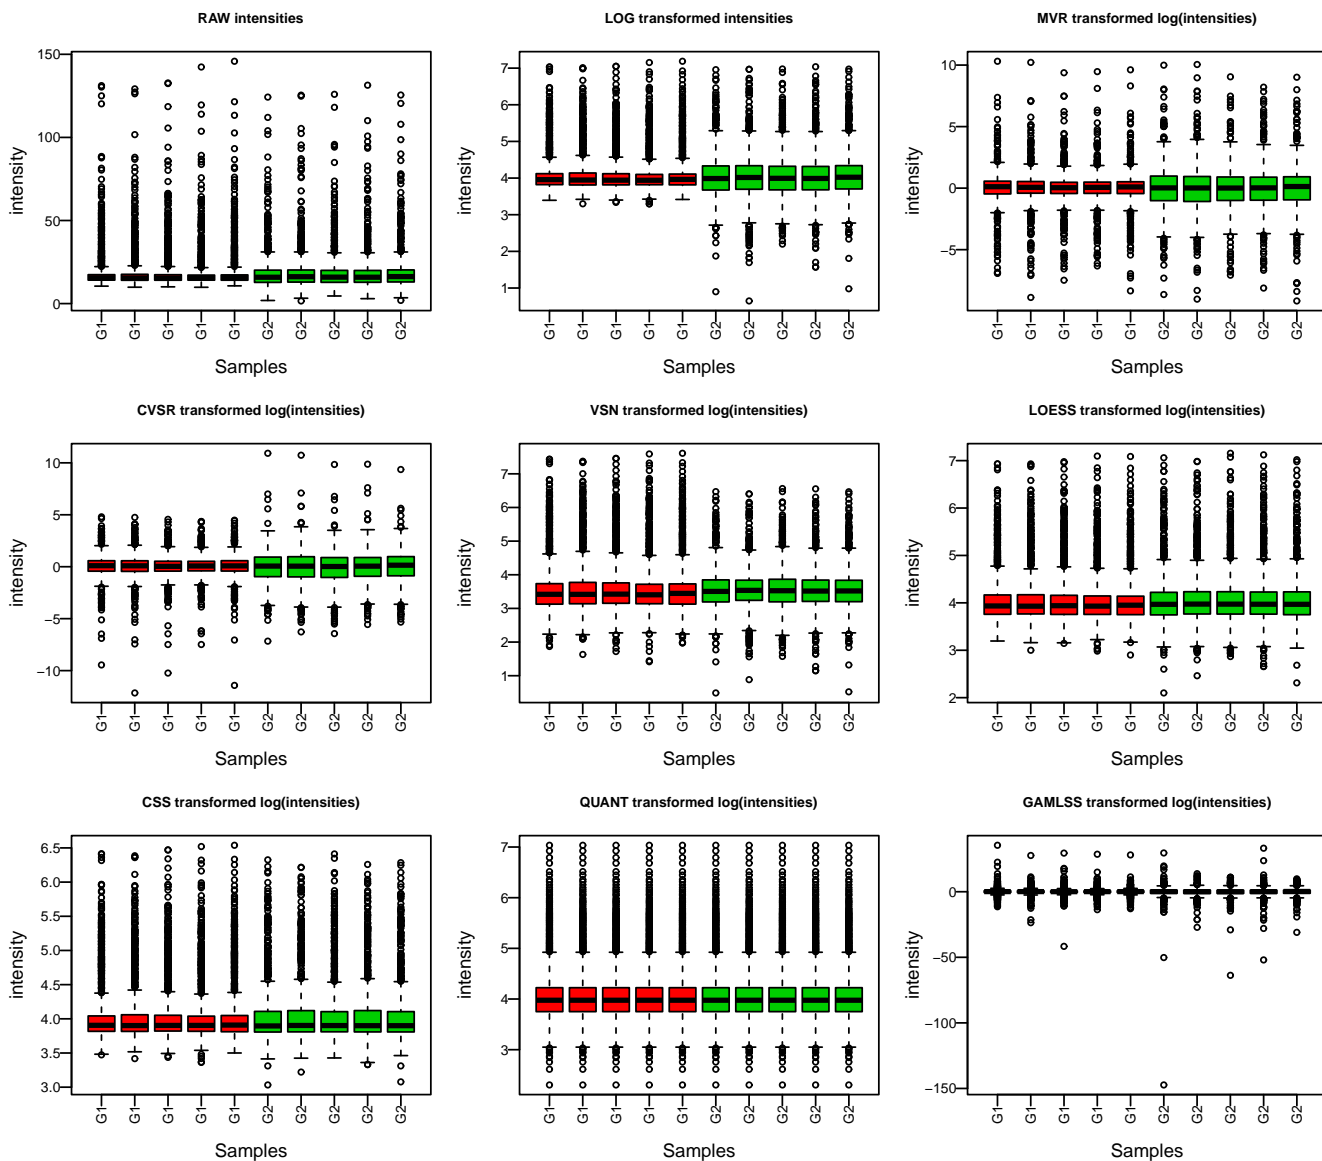 RAW intensities
intensity
150
100
50
0
G1 G1 G1 G1 G1 G2 G2 G2 G2 G2
Samples
LOG transformed intensities
intensity
7
6
5
4
3
2
1
G1 G1 G1 G1 G1 G2 G2 G2 G2 G2
Samples
MVR transformed log(intensities)
intensity
10
5
0
−5
G1 G1 G1 G1 G1 G2 G2 G2 G2 G2
Samples
CVSR transformed log(intensities)
intensity
10
5
0
−5
−10
G1 G1 G1 G1 G1 G2 G2 G2 G2 G2
Samples
VSN transformed log(intensities)
intensity
7
6
5
4
3
2
1
G1 G1 G1 G1 G1 G2 G2 G2 G2 G2
Samples
LOESS transformed log(intensities)
intensity
7
6
5
4
3
2
G1 G1 G1 G1 G1 G2 G2 G2 G2 G2
Samples
CSS transformed log(intensities)
intensity
6.5
6.0
5.5
5.0
4.5
4.0
3.5
3.0
G1 G1 G1 G1 G1 G2 G2 G2 G2 G2
Samples
QUANT transformed log(intensities)
intensity
7
6
5
4
3
G1 G1 G1 G1 G1 G2 G2 G2 G2 G2
Samples
GAMLSS transformed log(intensities)
intensity
0
−50
−100
−150
G1 G1 G1 G1 G1 G2 G2 G2 G2 G2
Samples